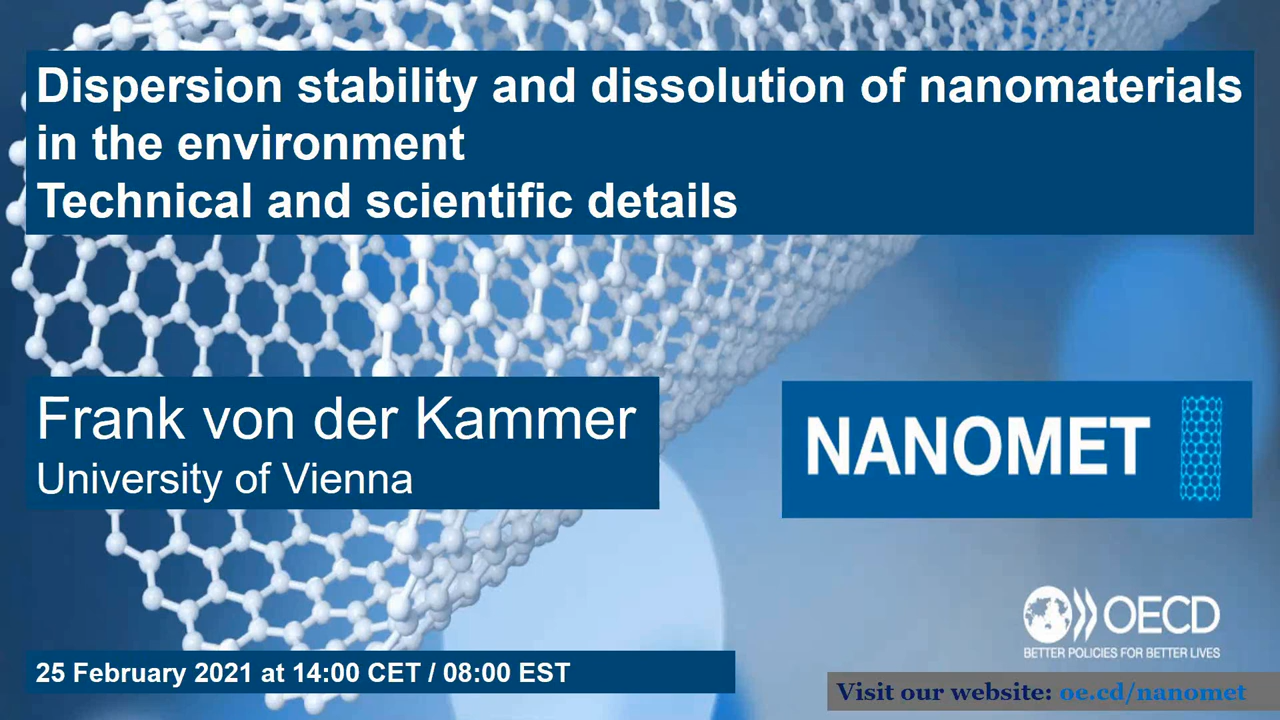 Dispersion stability and dissolution of nanomaterials
in the environment
Technical and scientific details
Frank von der Kammer
University of Vienna
NANOMET
OECD
BETTER POLICIES FOR BETTER LIVES
25 February 2021 at 14:00 CET / 08:00 EST
Visit our website: oe.cd/nanomet